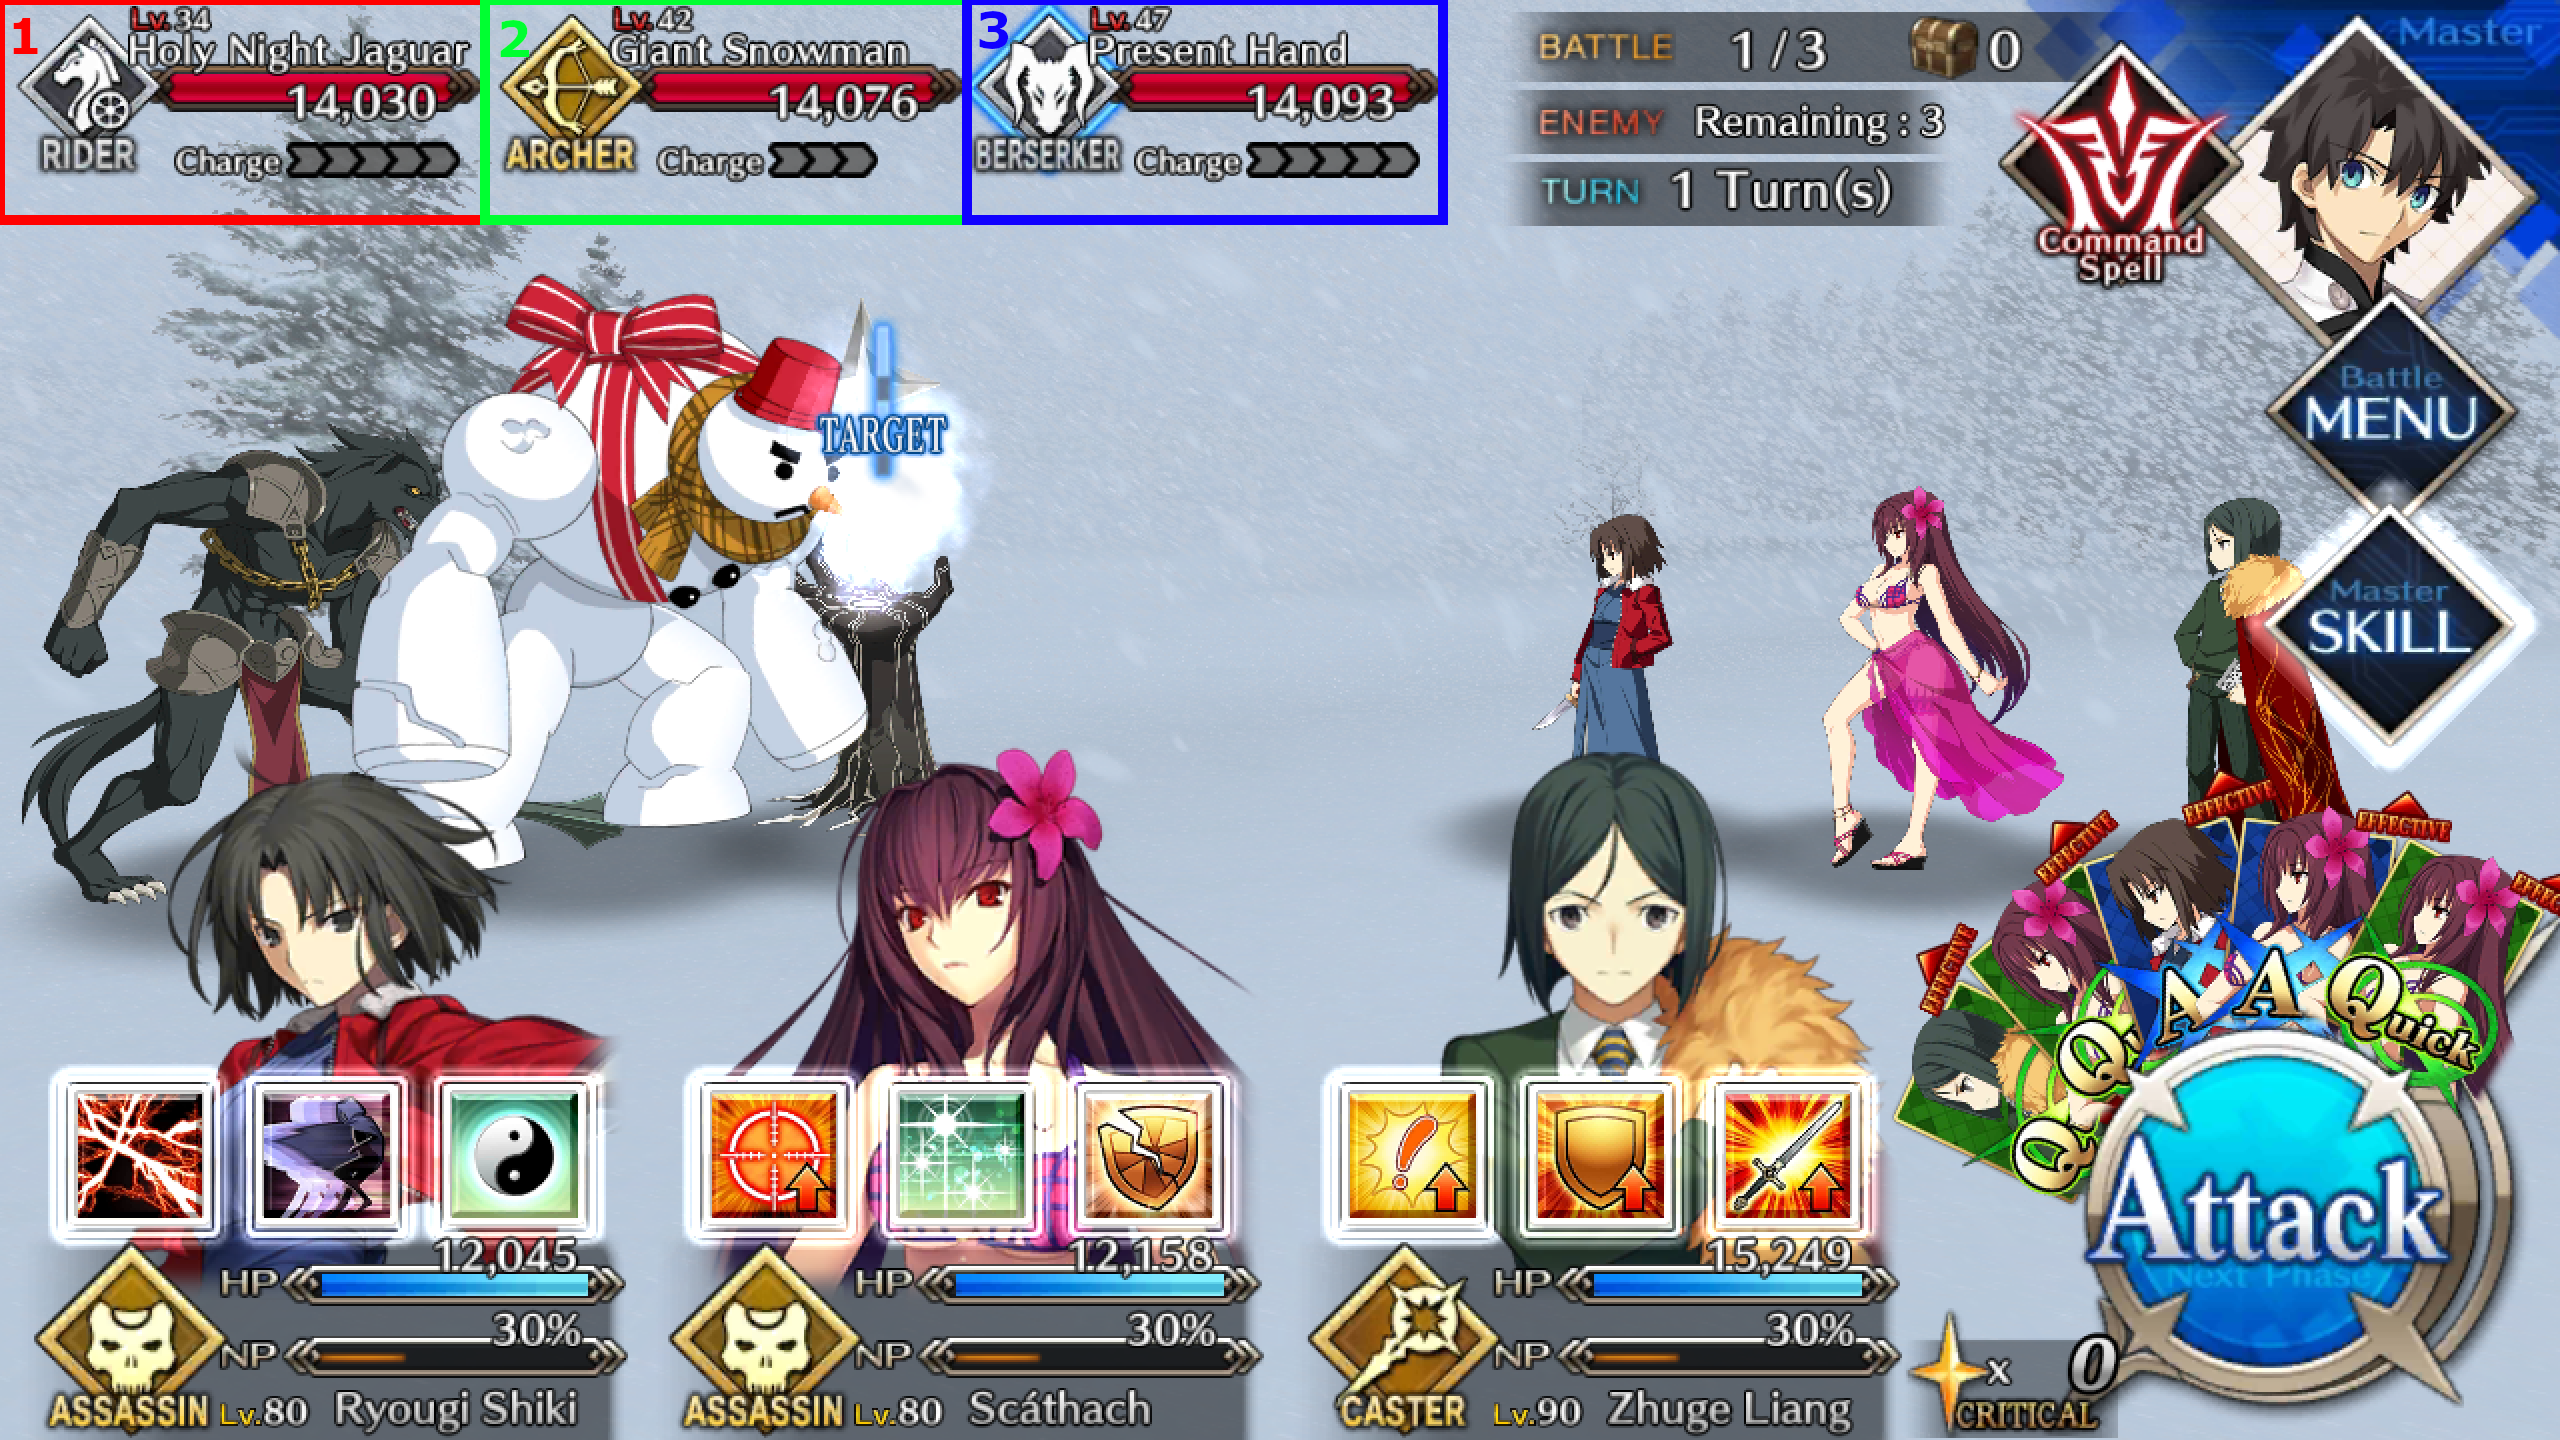 1
Lv.34
Holy Night Jaguar
14,030
RIDER
Charge
2
Lv.42
Giant Snowman
14,076
ARCHER
Charge
3
Lv.47
Present Hand
14,093
BERSERKER
Charge
BATTLE 1/3 0
ENEMY Remaining : 3
TURN 1 Turn(s)
Master
Command
Spell
Battle
MENU
Master
SKILL
TARGET
EFFECTIVE
EFFECTIVE
EFFECTIVE
EFFECTIVE
Q
Q
A
A
Quick
Attack
Next Phase
12,045
HP
30%
NP
ASSASSIN Lv.80 Ryougi Shiki
12,158
HP
30%
NP
ASSASSIN Lv.80 Scáthach
15,249
HP
30%
NP
CASTER Lv.90 Zhuge Liang
x 0
CRITICAL